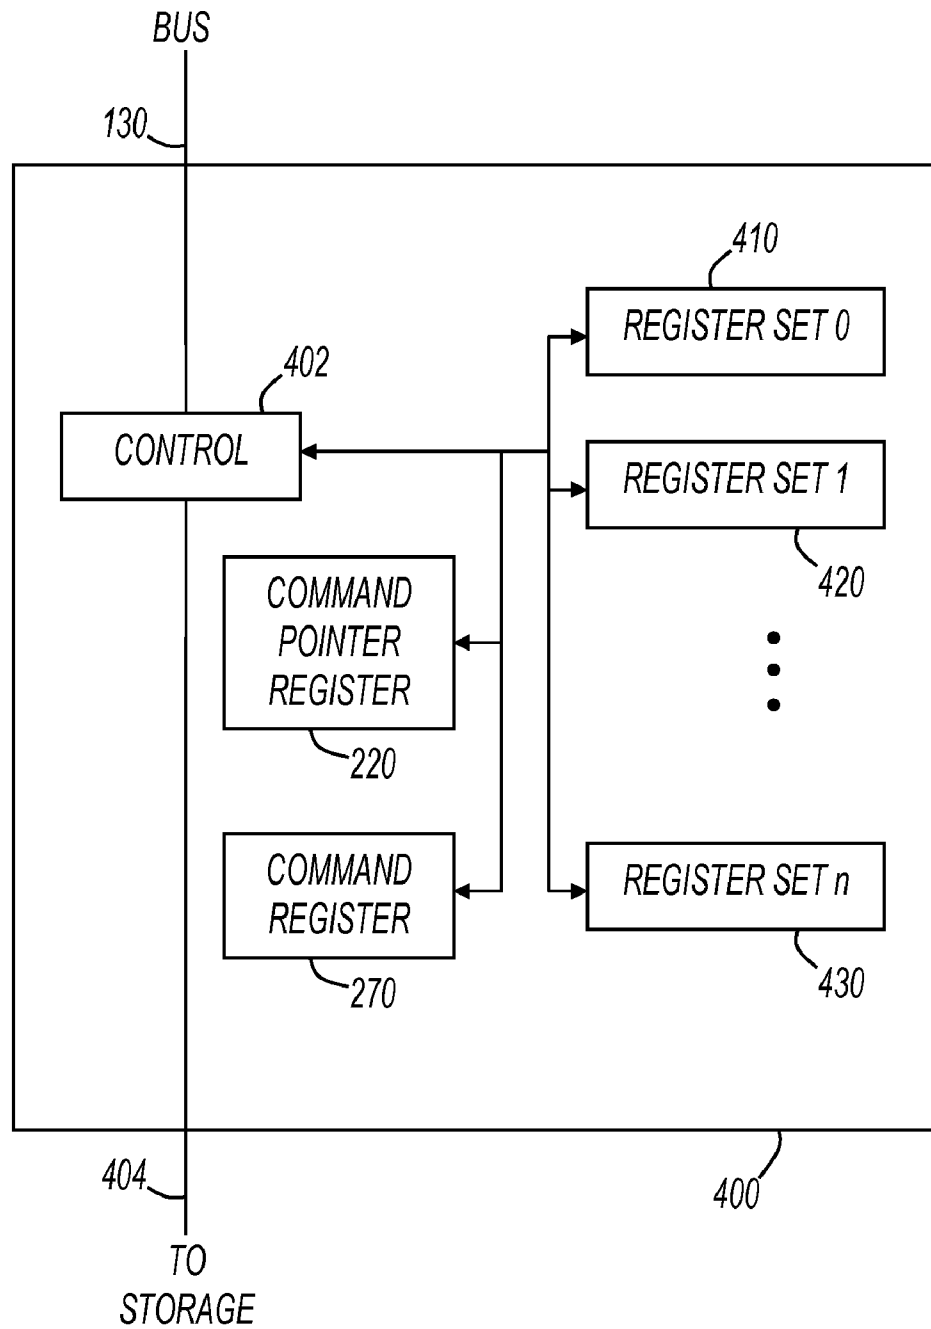 BUS
130
410
REGISTER SET 0
402
CONTROL
REGISTER SET 1
420
COMMAND
POINTER
REGISTER
220
COMMAND
REGISTER
270
REGISTER SET n
430
404
400
TO
STORAGE